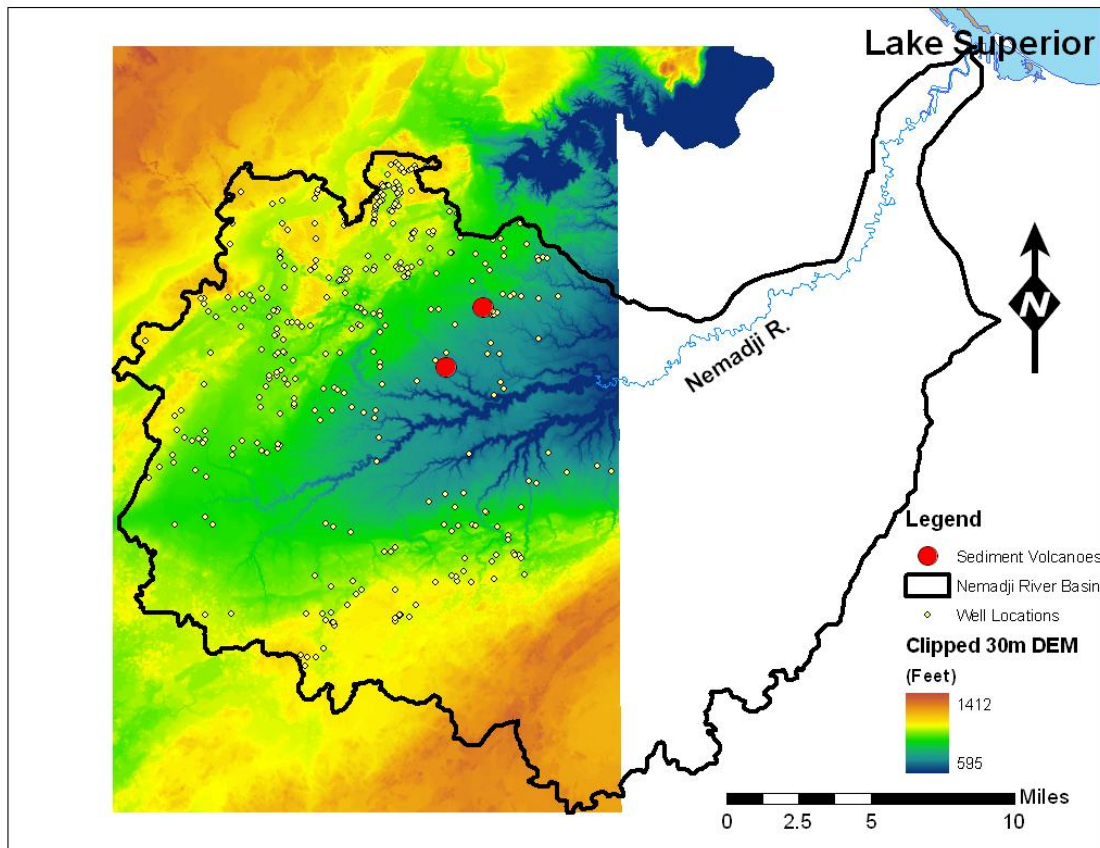 Lake Superior
N
Nemadji R.
Legend
Sediment Volcanoes
Nemadji River Basin
Well Locations
Clipped 30m DEM
(Feet)
1412
595
Miles
0 2.5 5 10